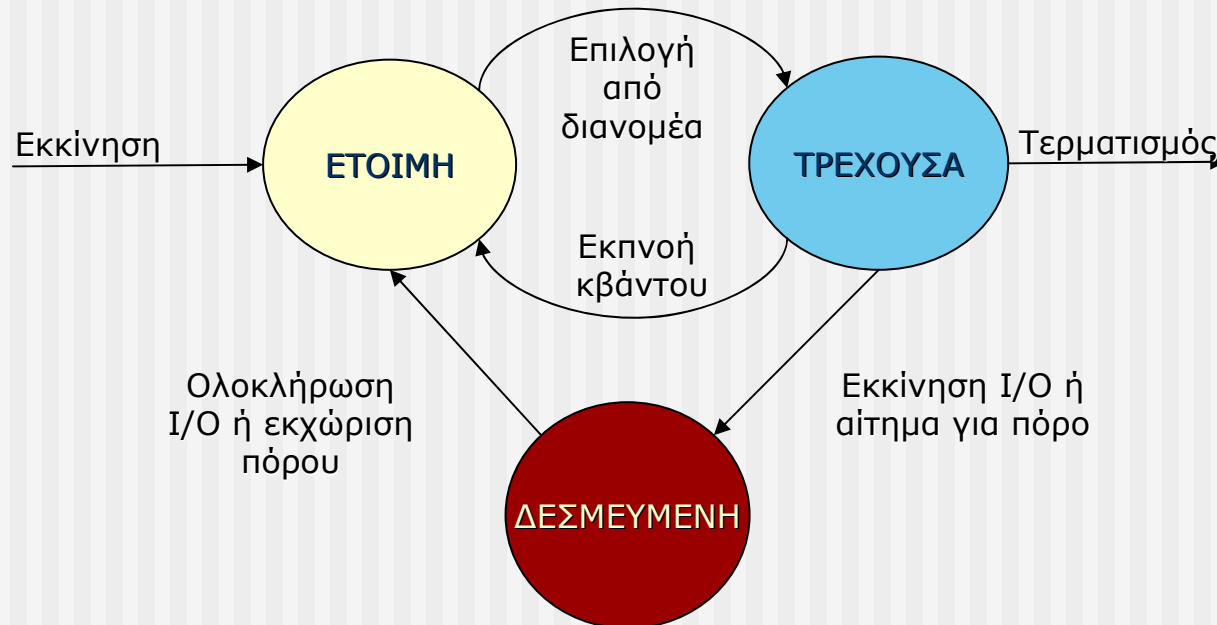 Επιλογή
από
διανομέα
Εκκίνηση
ΕΤΟΙΜΗ
ΤΡΕΧΟΥΣΑ
Τερματισμός
Εκπνοή
κβάντου
Ολοκλήρωση
I/O ή εκχώριση
πόρου
Εκκίνηση I/O ή
αίτημα για πόρο
ΔΕΣΜΕΥΜΕΝΗ